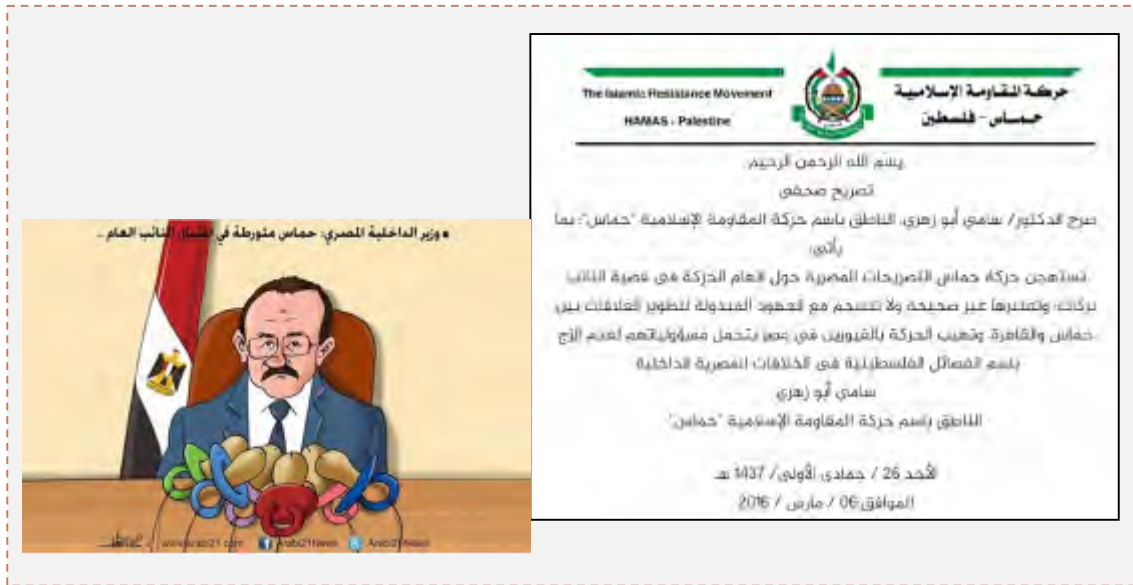 حركة المقاومة الإسلامية
حماس - فلسطين
The Islamic Resistance Movement
HAMAS - Palestine
بسم الله الرحمن الرحيم
تصريح صحفي
صرح الدكتور/ سامي أبو زهري، الناطق باسم حركة المقاومة الإسلامية "حماس"؛ بما
يأتي:
تستهجن حركة حماس التصريحات المصرية حول اتهام الحركة في قضية النائب
بركات، وتعتبرها غير صحيحة ولا تنسجم مع الجهود المبذولة لتطوير العلاقات بين
حماس والقاهرة، وتهيب الحركة بالغيورين في مصر بتحمل مسؤولياتهم لعدم الزج
باسم الفصائل الفلسطينية في الخلافات المصرية الداخلية
سامي أبو زهري
الناطق باسم حركة المقاومة الإسلامية "حماس"
الأحد 26 / جمادى الأولى/ 1437 هـ
الموافق 06 / مارس / 2016
وزير الداخلية المصري: حماس متورطة في اغتيال النائب العام ..
www.arabi21.com Arabi21News Arabi21News